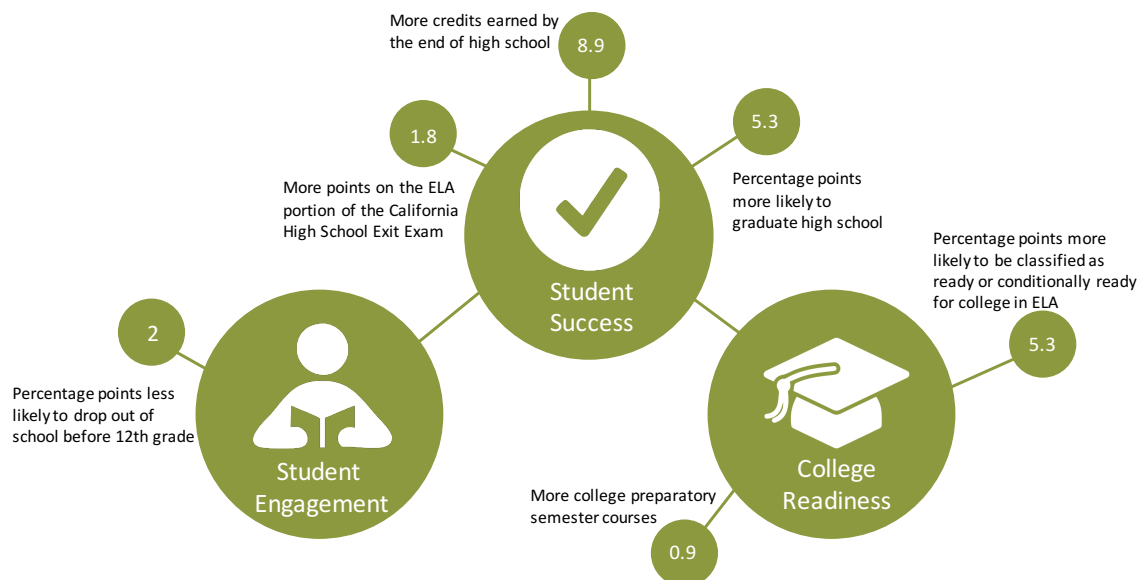 More credits earned by
the end of high school
8.9
1.8
More points on the ELA
portion of the California
High School Exit Exam
5.3
Percentage points
more likely to
graduate high school
Student
Success
2
Percentage points less
likely to drop out of
school before 12th grade
Student
Engagement
Percentage points more
likely to be classified as
ready or conditionally ready
for college in ELA
5.3
College
Readiness
More college preparatory
semester courses
0.9